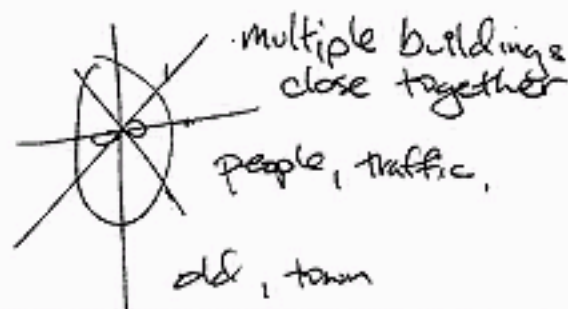 multiple buildings
close together
people, traffic,
old, town